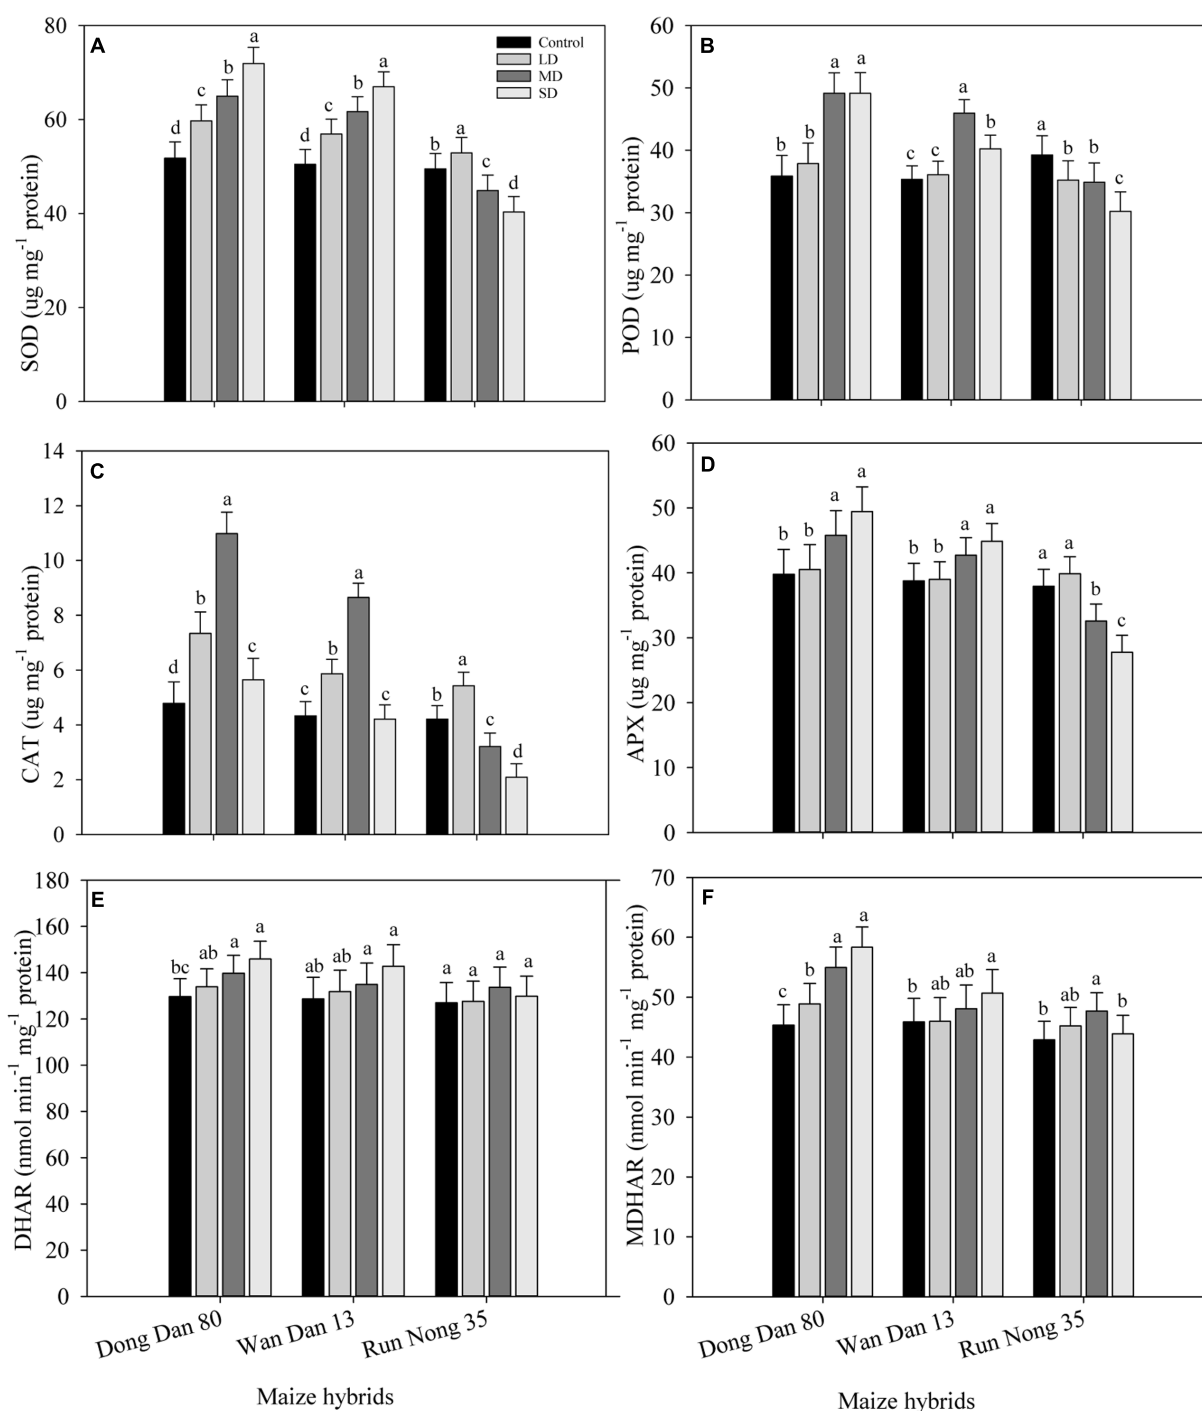 A
80
60
40
20
0
SOD (ug mg-1 protein)
Control
LD
MD
SD
d c b a
d c b a
b a c d
B
60
50
40
30
20
10
0
POD (ug mg-1 protein)
b b a a
c c a b
a b b c
C
14
12
10
8
6
4
2
0
CAT (ug mg-1 protein)
d b a c
c b a c
b a c d
D
60
50
40
30
20
10
0
APX (ug mg-1 protein)
b b a a
b b a a
a a b c
E
180
160
140
120
100
80
60
40
20
0
DHAR (nmol min-1 mg-1 protein)
bc ab a a
ab ab a a
a a a a
Dong Dan 80
Wan Dan 13
Run Nong 35
Maize hybrids
F
70
60
50
40
30
20
10
0
MDHAR (nmol min-1 mg-1 protein)
c b a a
b ab ab a
b ab a b
Dong Dan 80
Wan Dan 13
Run Nong 35
Maize hybrids